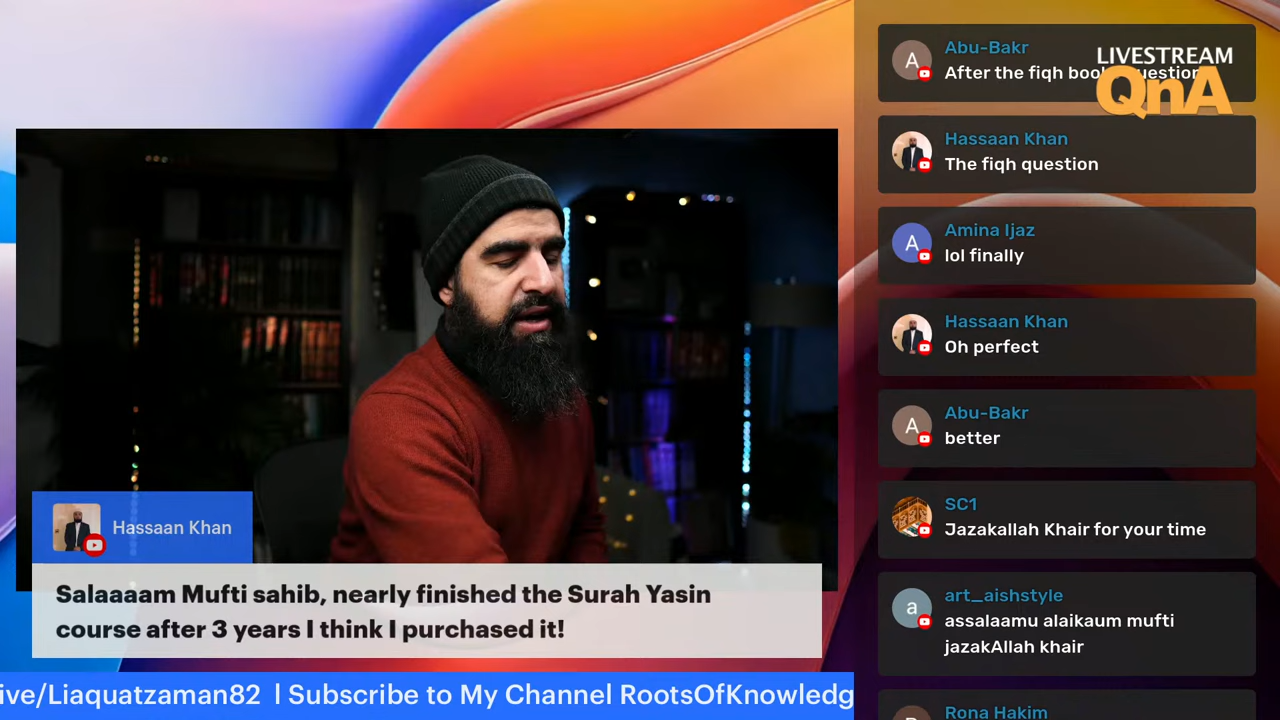 Hassaan Khan
Salaaaam Mufti sahib, nearly finished the Surah Yasin
course after 3 years I think I purchased it!
ive/Liaquatzaman82 | Subscribe to My Channel RootsOfKnowledg
LIVESTREAM
QnA
A
Abu-Bakr
After the fiqh book question
Hassaan Khan
The fiqh question
A
Amina Ijaz
lol finally
Hassaan Khan
Oh perfect
A
Abu-Bakr
better
SC1
Jazakallah Khair for your time
a
art_aishstyle
assalaamu alaikaum mufti
jazakAllah khair
Rona Hakim